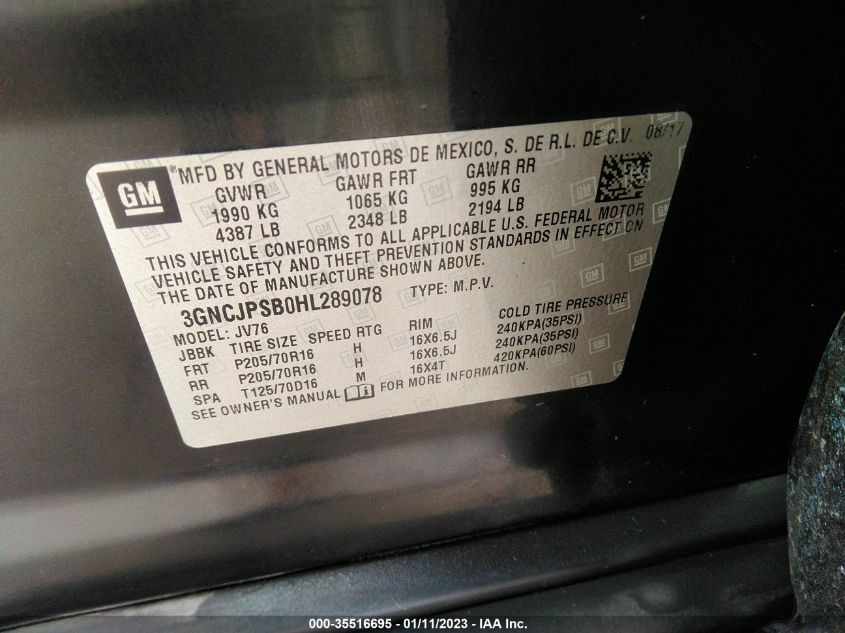 GM
MFD BY GENERAL MOTORS DE MEXICO, S. DE R.L. DE C.V. 08/17
GVWR GAWR FRT GAWR RR
1990 KG 1065 KG 995 KG
4387 LB 2348 LB 2194 LB
THIS VEHICLE CONFORMS TO ALL APPLICABLE U.S. FEDERAL MOTOR
VEHICLE SAFETY AND THEFT PREVENTION STANDARDS IN EFFECT ON
THE DATE OF MANUFACTURE SHOWN ABOVE.
3GNCJPSB0HL289078 TYPE: M.P.V.
MODEL: JV76
JBBK TIRE SIZE SPEED RTG RIM COLD TIRE PRESSURE
FRT P205/70R16 H 16X6.5J 240KPA(35PSI)
RR P205/70R16 H 16X6.5J 240KPA(35PSI)
SPA T125/70D16 M 16X4T 420KPA(60PSI)
SEE OWNER'S MANUAL FOR MORE INFORMATION.
000-35516695 - 01/11/2023 - IAA Inc.